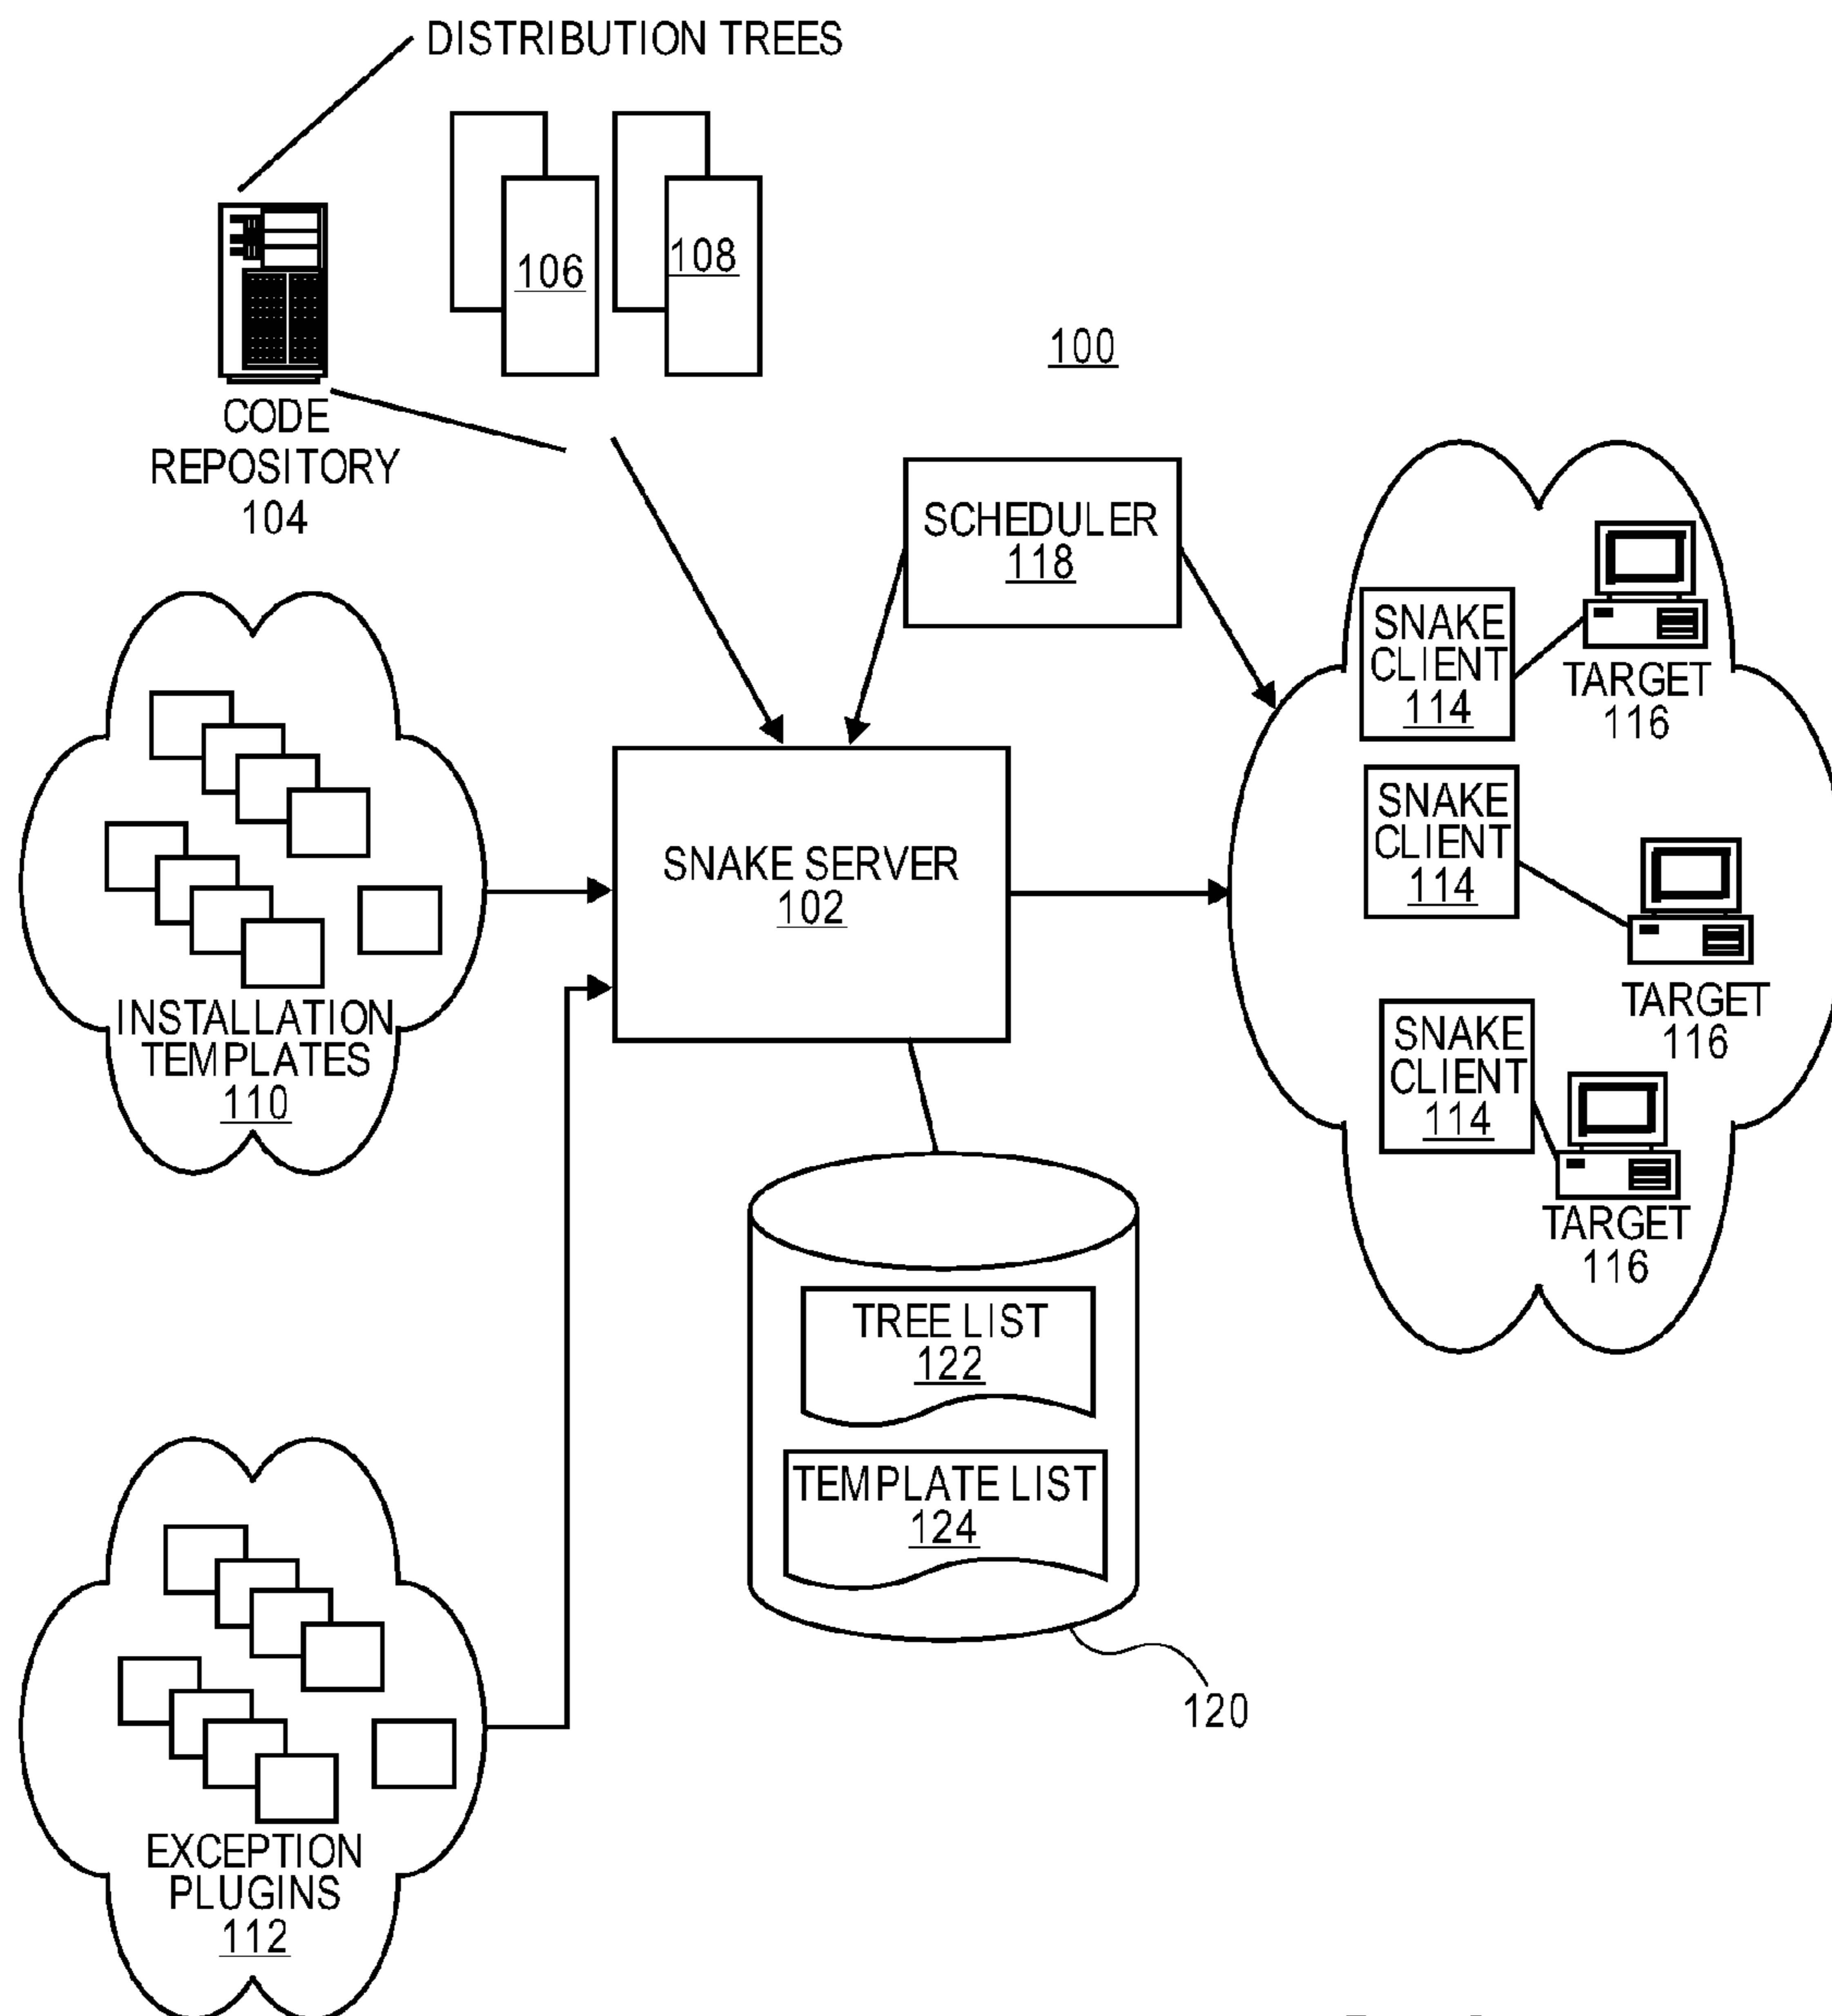 DISTRIBUTION TREES
106
108
CODE
REPOSITORY
104
100
SCHEDULER
118
SNAKE
CLIENT
114
TARGET
116
SNAKE
CLIENT
114
TARGET
116
SNAKE
CLIENT
114
TARGET
116
SNAKE SERVER
102
INSTALLATION
TEMPLATES
110
TREE LIST
122
TEMPLATE LIST
124
120
EXCEPTION
PLUGINS
112